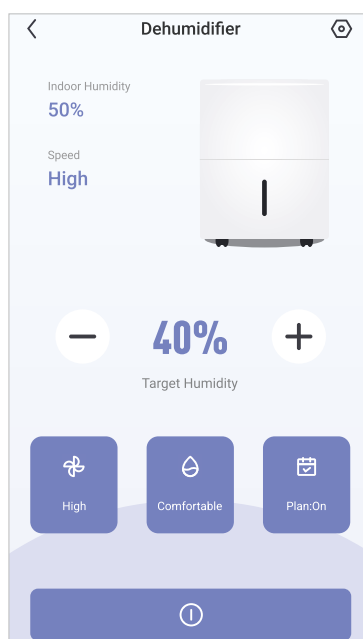 Dehumidifier
Indoor Humidity
50%
Speed
High
40%
Target Humidity
High
Comfortable
Plan:On